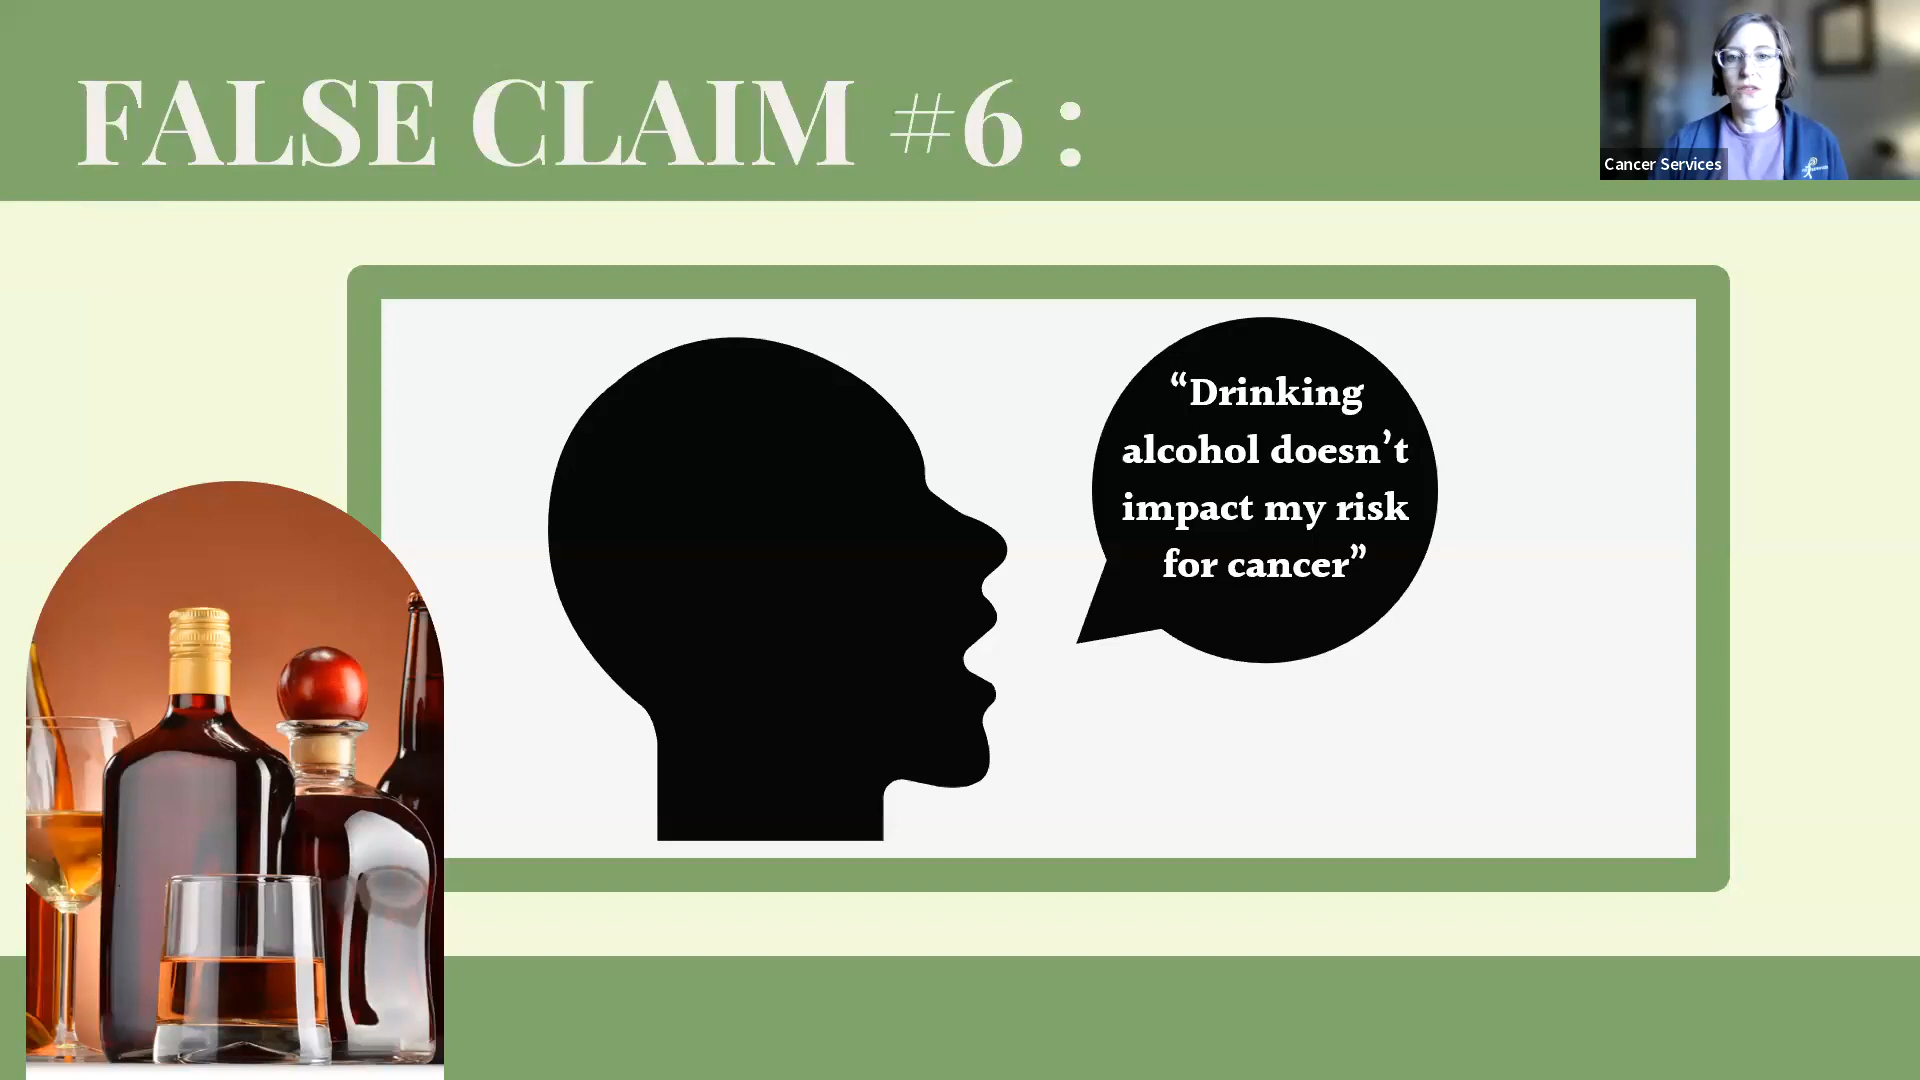 FALSE CLAIM #6 :
Cancer Services
“Drinking
alcohol doesn’t
impact my risk
for cancer”